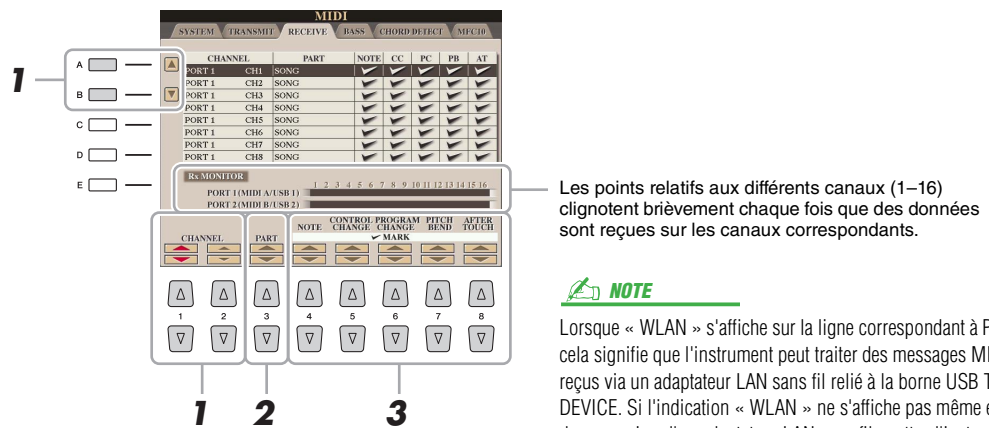 MIDI
SYSTEM TRANSMIT RECEIVE BASS CHORD DETECT MFC10
CHANNEL PART NOTE CC PC PB AT
PORT 1 CH1 SONG
PORT 1 CH2 SONG
PORT 1 CH3 SONG
PORT 1 CH4 SONG
PORT 1 CH5 SONG
PORT 1 CH6 SONG
PORT 1 CH7 SONG
PORT 1 CH8 SONG
A
B
C
D
E
1
Rx MONITOR
1 2 3 4 5 6 7 8 9 10 11 12 13 14 15 16
PORT 1 (MIDI A/USB 1)
PORT 2 (MIDI B/USB 2)
CHANNEL PART NOTE CONTROL CHANGE PROGRAM CHANGE PITCH BEND AFTER TOUCH
MARK
1 2 3 4 5 6 7 8
1 2 3
Les points relatifs aux différents canaux (1–16)
clignotent brièvement chaque fois que des données
sont reçues sur les canaux correspondants.
NOTE
Lorsque « WLAN » s'affiche sur la ligne correspondant à
cela signifie que l'instrument peut traiter des messages
reçus via un adaptateur LAN sans fil relié à la borne USB
DEVICE. Si l'indication « WLAN » ne s'affiche pas même